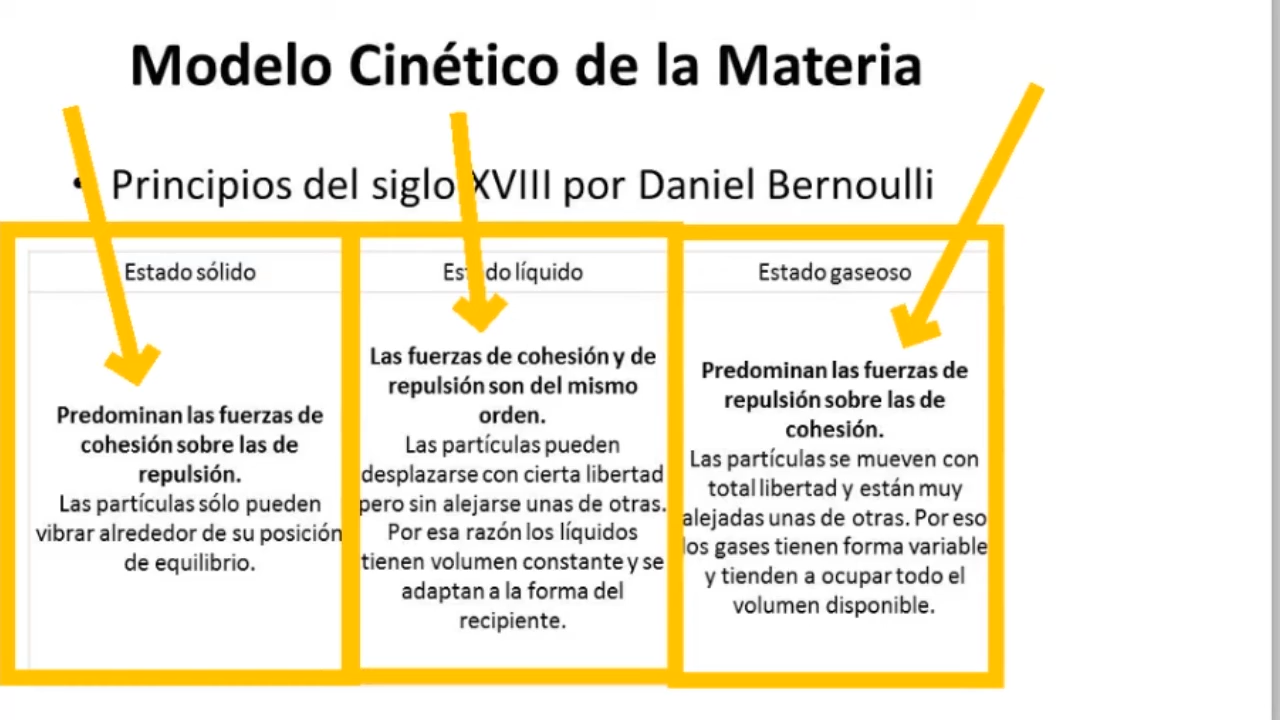 Modelo Cinético de la Materia
• Principios del siglo XVIII por Daniel Bernoulli
Estado sólido
Predominan las fuerzas de
cohesión sobre las de
repulsión.
Las partículas sólo pueden
vibrar alrededor de su posición
de equilibrio.
Estado líquido
Las fuerzas de cohesión y de
repulsión son del mismo
orden.
Las partículas pueden
desplazarse con cierta libertad
pero sin alejarse unas de otras.
Por esa razón los líquidos
tienen volumen constante y se
adaptan a la forma del
recipiente.
Estado gaseoso
Predominan las fuerzas de
repulsión sobre las de
cohesión.
Las partículas se mueven con
total libertad y están muy
alejadas unas de otras. Por eso
los gases tienen forma variable
y tienden a ocupar todo el
volumen disponible.